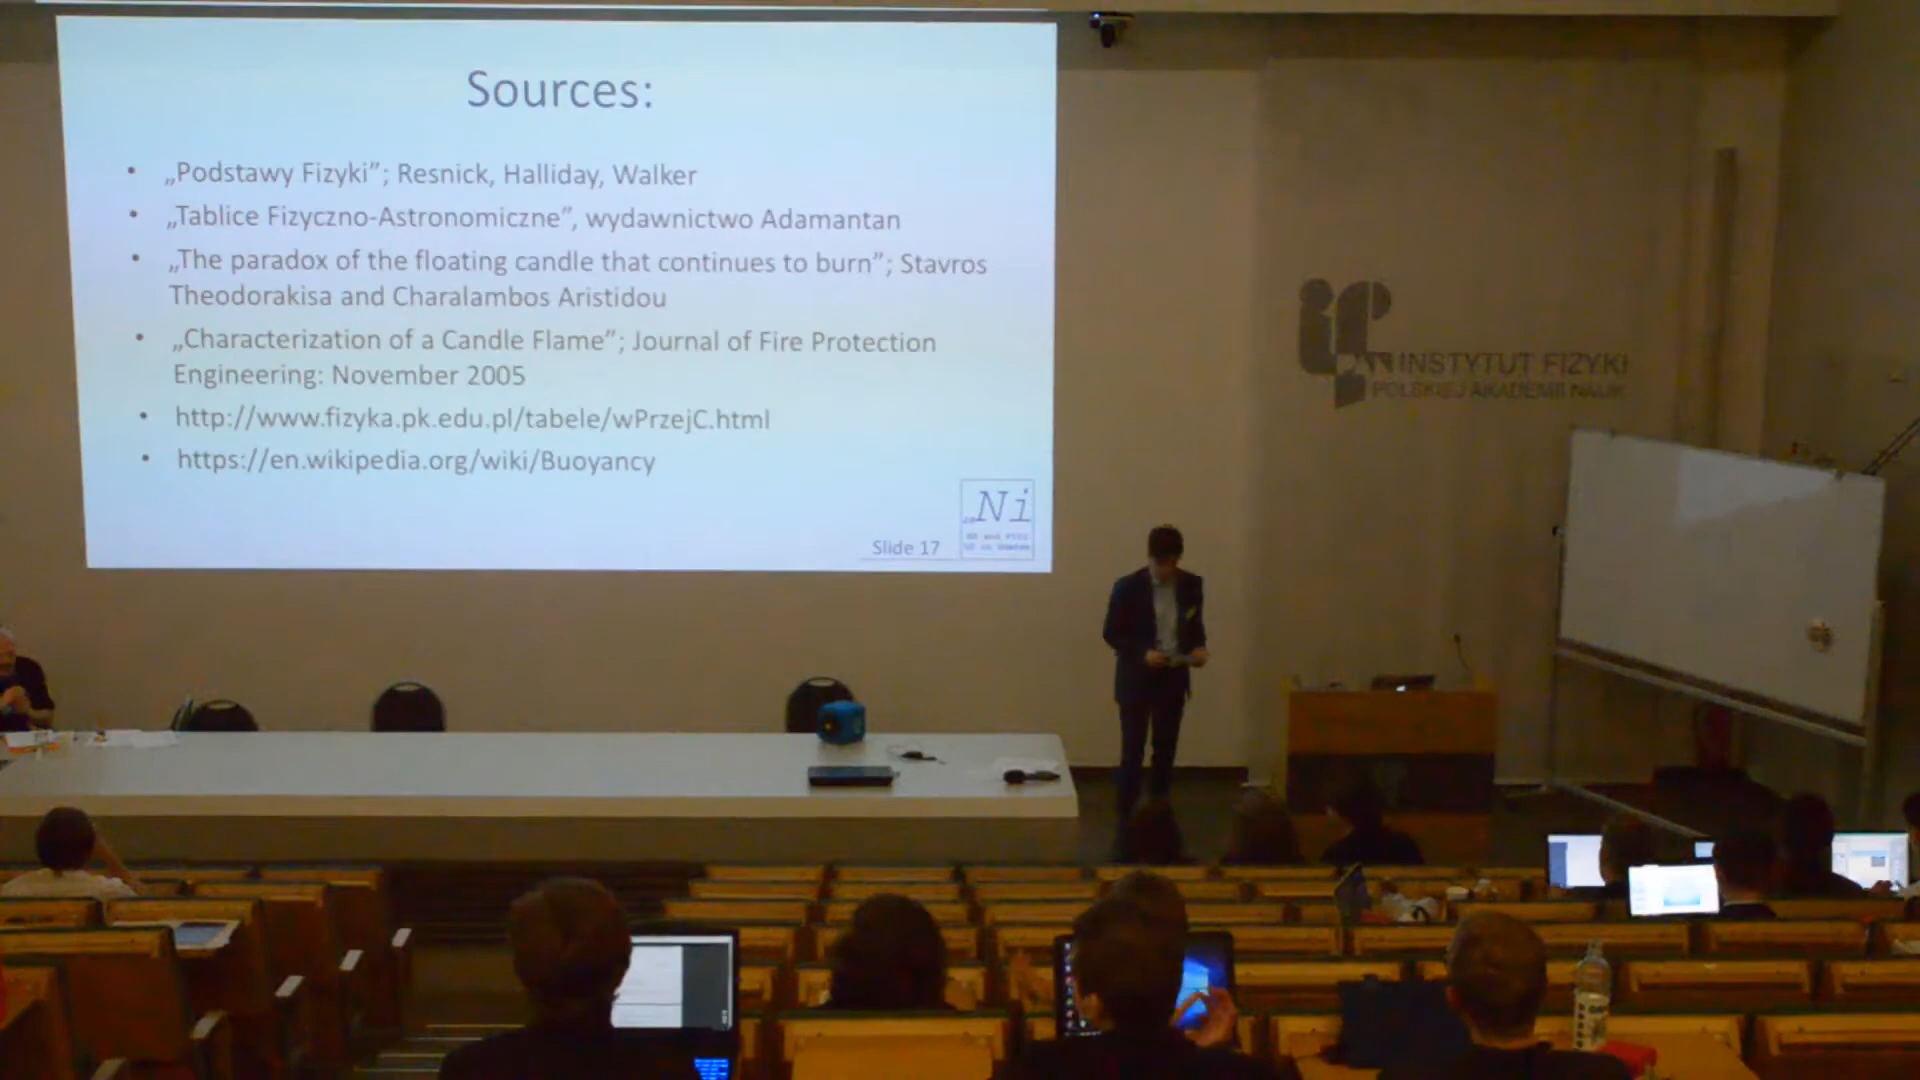 Sources:
• „Podstawy Fizyki”; Resnick, Halliday, Walker
• „Tablice Fizyczno-Astronomiczne”, wydawnictwo Adamantan
• „The paradox of the floating candle that continues to burn”; Stavros
Theodorakisa and Charalambos Aristidou
• „Characterization of a Candle Flame”; Journal of Fire Protection
Engineering: November 2005
• http://www.fizyka.pk.edu.pl/tabele/wPrzejC.html
• https://en.wikipedia.org/wiki/Buoyancy
Ni
Slide 17
INSTYTUT FIZYKI
POLSKIEJ AKADEMII NAUK